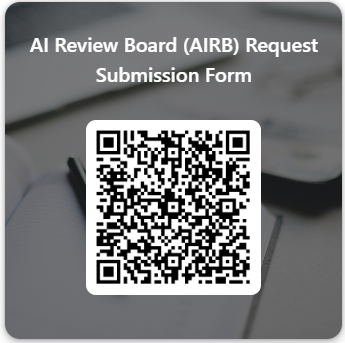 AI Review Board (AIRB) Request
Submission Form